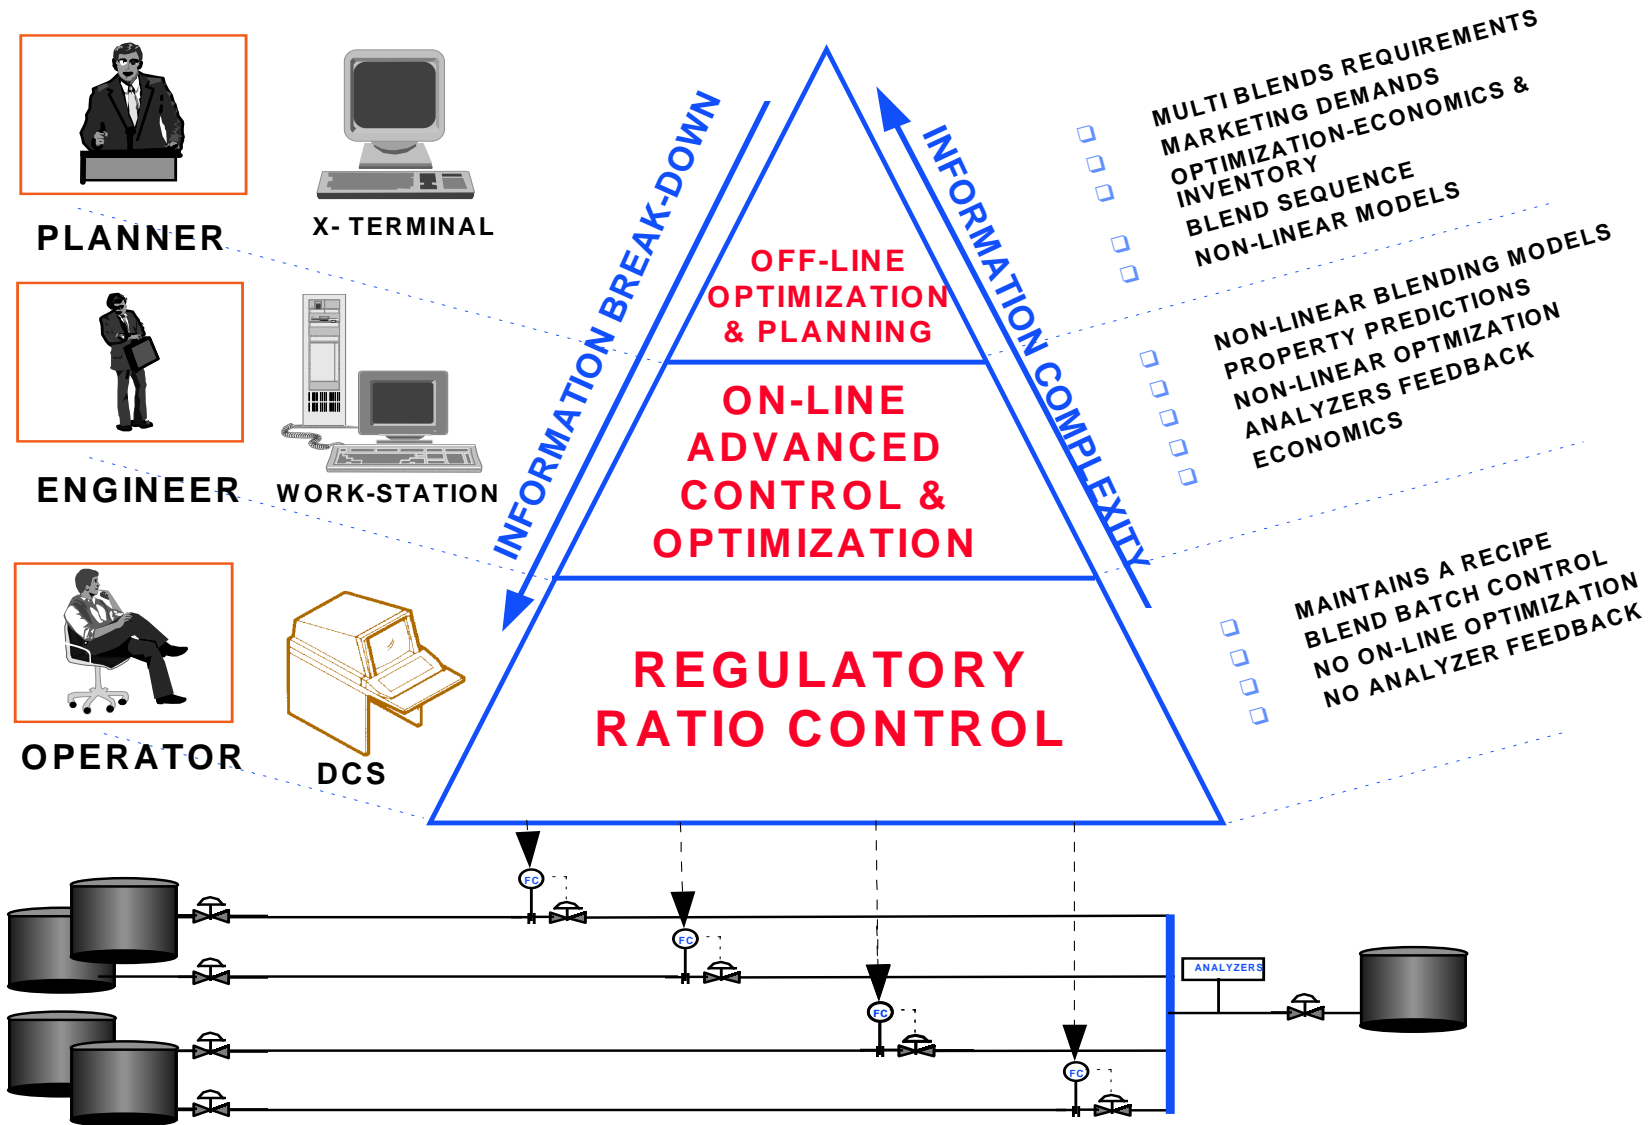 PLANNER
X- TERMINAL
ENGINEER
WORK-STATION
OPERATOR
DCS
INFORMATION BREAK-DOWN
INFORMATION COMPLEXITY
OFF-LINE
OPTIMIZATION
& PLANNING
ON-LINE
ADVANCED
CONTROL &
OPTIMIZATION
REGULATORY
RATIO CONTROL
MULTI BLENDS REQUIREMENTS
MARKETING DEMANDS
OPTIMIZATION-ECONOMICS &
INVENTORY
BLEND SEQUENCE
NON-LINEAR MODELS
NON-LINEAR BLENDING MODELS
PROPERTY PREDICTIONS
NON-LINEAR OPTMIZATION
ANALYZERS FEEDBACK
ECONOMICS
MAINTAINS A RECIPE
BLEND BATCH CONTROL
NO ON-LINE OPTIMIZATION
NO ANALYZER FEEDBACK
FC
FC
FC
FC
ANALYZERS